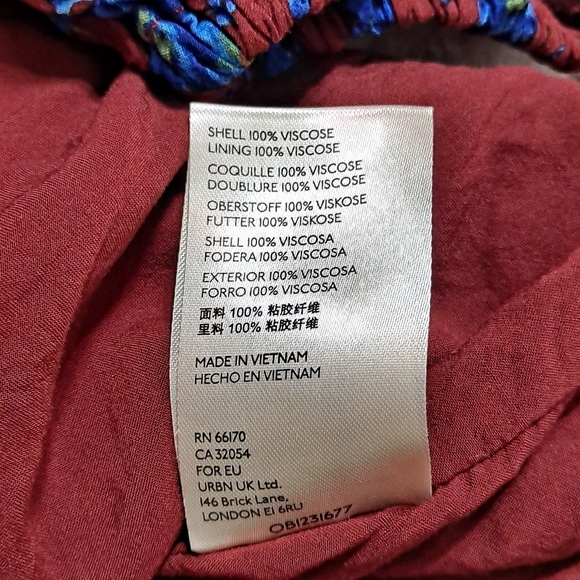 SHELL 100% VISCOSE
LINING 100% VISCOSE
COQUILLE 100% VISCOSE
DOUBLURE 100% VISCOSE
OBERSTOFF 100% VISKOSE
FUTTER 100% VISKOSE
SHELL 100% VISCOSA
FODERA 100% VISCOSA
EXTERIOR 100% VISCOSA
FORRO 100% VISCOSA
面料 100% 粘胶纤维
里料 100% 粘胶纤维
MADE IN VIETNAM
HECHO EN VIETNAM
RN 66170
CA 32054
FOR EU
URBN UK Ltd.
146 Brick Lane,
LONDON E1 6RU
OB1231677